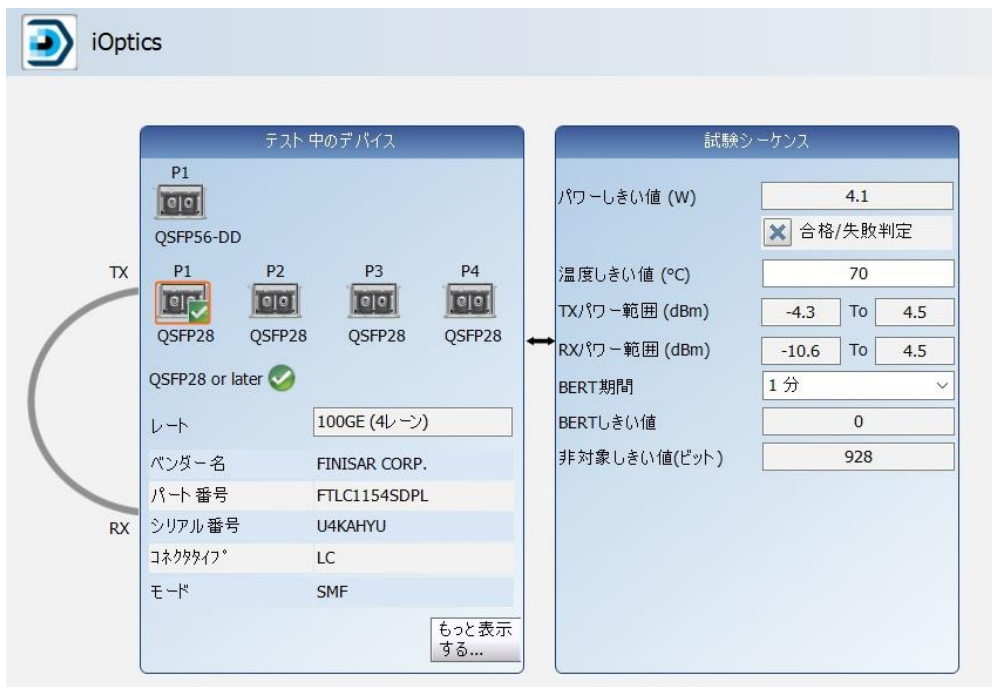 iOptics
テスト中のデバイス
P1
QSFP56-DD
TX
P1 P2 P3 P4
QSFP28 QSFP28 QSFP28 QSFP28
QSFP28 or later
レート 100GE (4レーン)
ベンダー名 FINISAR CORP.
パート番号 FTLC1154SDPL
RX
シリアル番号 U4KAHYU
ｺﾈｸﾀﾀｲﾌﾟ LC
モード SMF
もっと表示
する...
試験シーケンス
パワーしきい値 (W) 4.1
合格/失敗判定
温度しきい値 (ºC) 70
TXパワー範囲 (dBm) -4.3 To 4.5
RXパワー範囲 (dBm) -10.6 To 4.5
BERT期間 1 分
BERTしきい値 0
非対象しきい値(ビット) 928